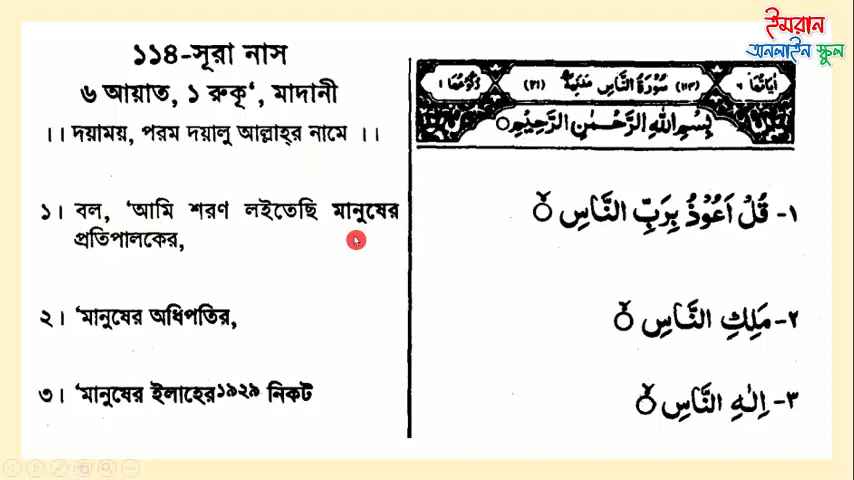 ইমরান
অনলাইন স্কুল
১১৪-সূরা নাস
৬ আয়াত, ১ রুকূ‘, মাদানী
।। দয়াময়, পরম দয়ালু আল্লাহ্‌র নামে ।।
১। বল, ‘আমি শরণ লইতেছি মানুষের
প্রতিপালকের,
২। ‘মানুষের অধিপতির,
৩। ‘মানুষের ইলাহের১৯২৯ নিকট
سُوْرَةُ النَّاسِ
بِسْمِ اللهِ الرَّحْمٰنِ الرَّحِيْمِ
١- قُلْ اَعُوْذُ بِرَبِّ النَّاسِ
٢- مَلِكِ النَّاسِ
٣- اِلٰهِ النَّاسِ